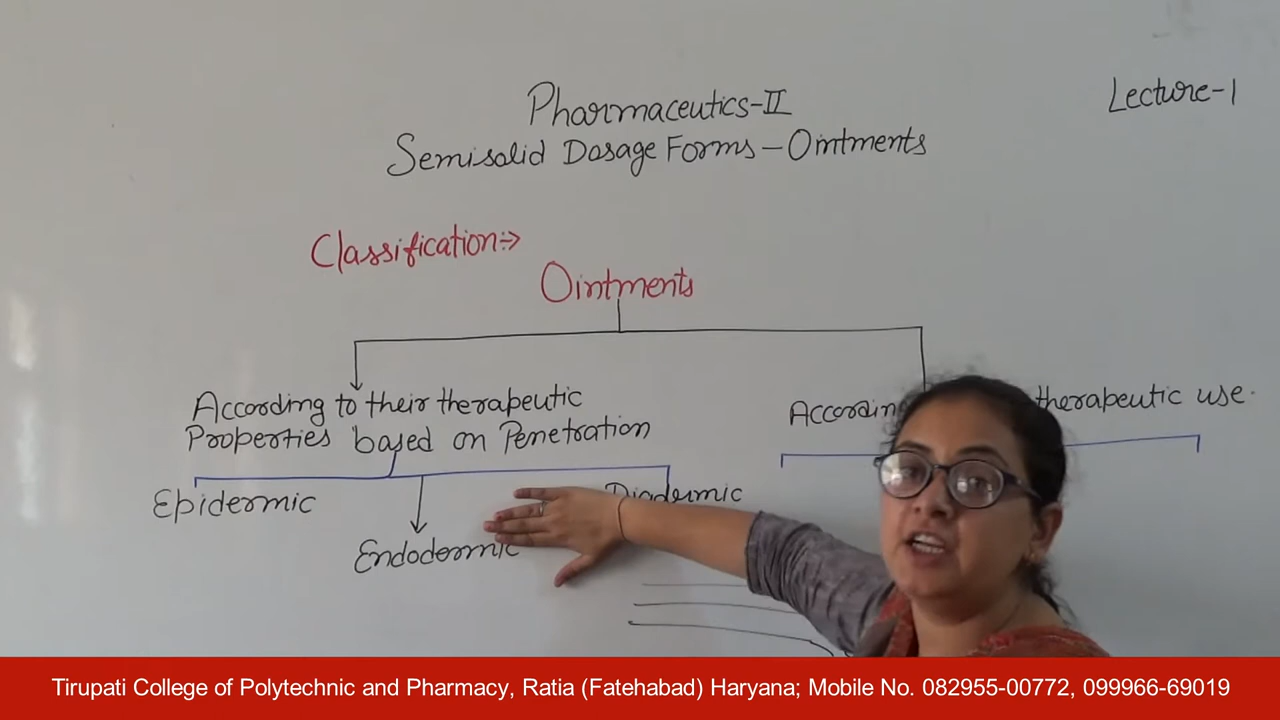 Pharmaceutics-II
Lecture-1
Semisolid Dosage Forms – Ointments
Classification:->
Ointments
According to their therapeutic
Properties based on Penetration
According therapeutic use.
Epidermic
Diadermic
Endodermic
Tirupati College of Polytechnic and Pharmacy, Ratia (Fatehabad) Haryana; Mobile No. 082955-00772, 099966-69019